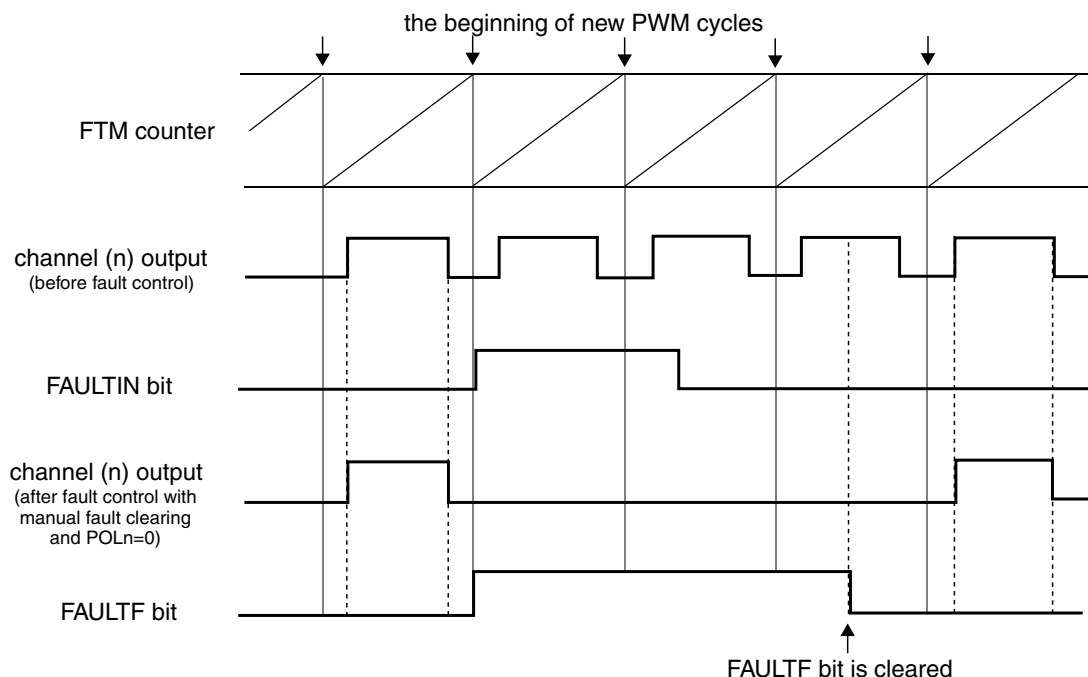 the beginning of new PWM cycles
FTM counter
channel (n) output
(before fault control)
FAULTIN bit
channel (n) output
(after fault control with
manual fault clearing
and POLn=0)
FAULTF bit
FAULTF bit is cleared